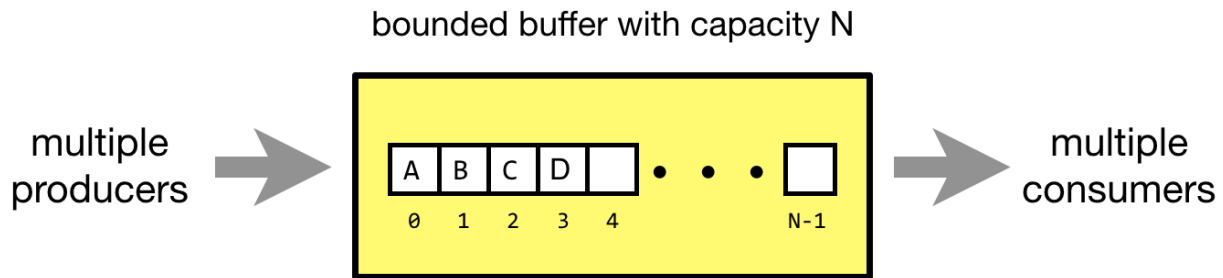 bounded buffer with capacity N
multiple
producers
A B C D
0 1 2 3 4 N-1
multiple
consumers